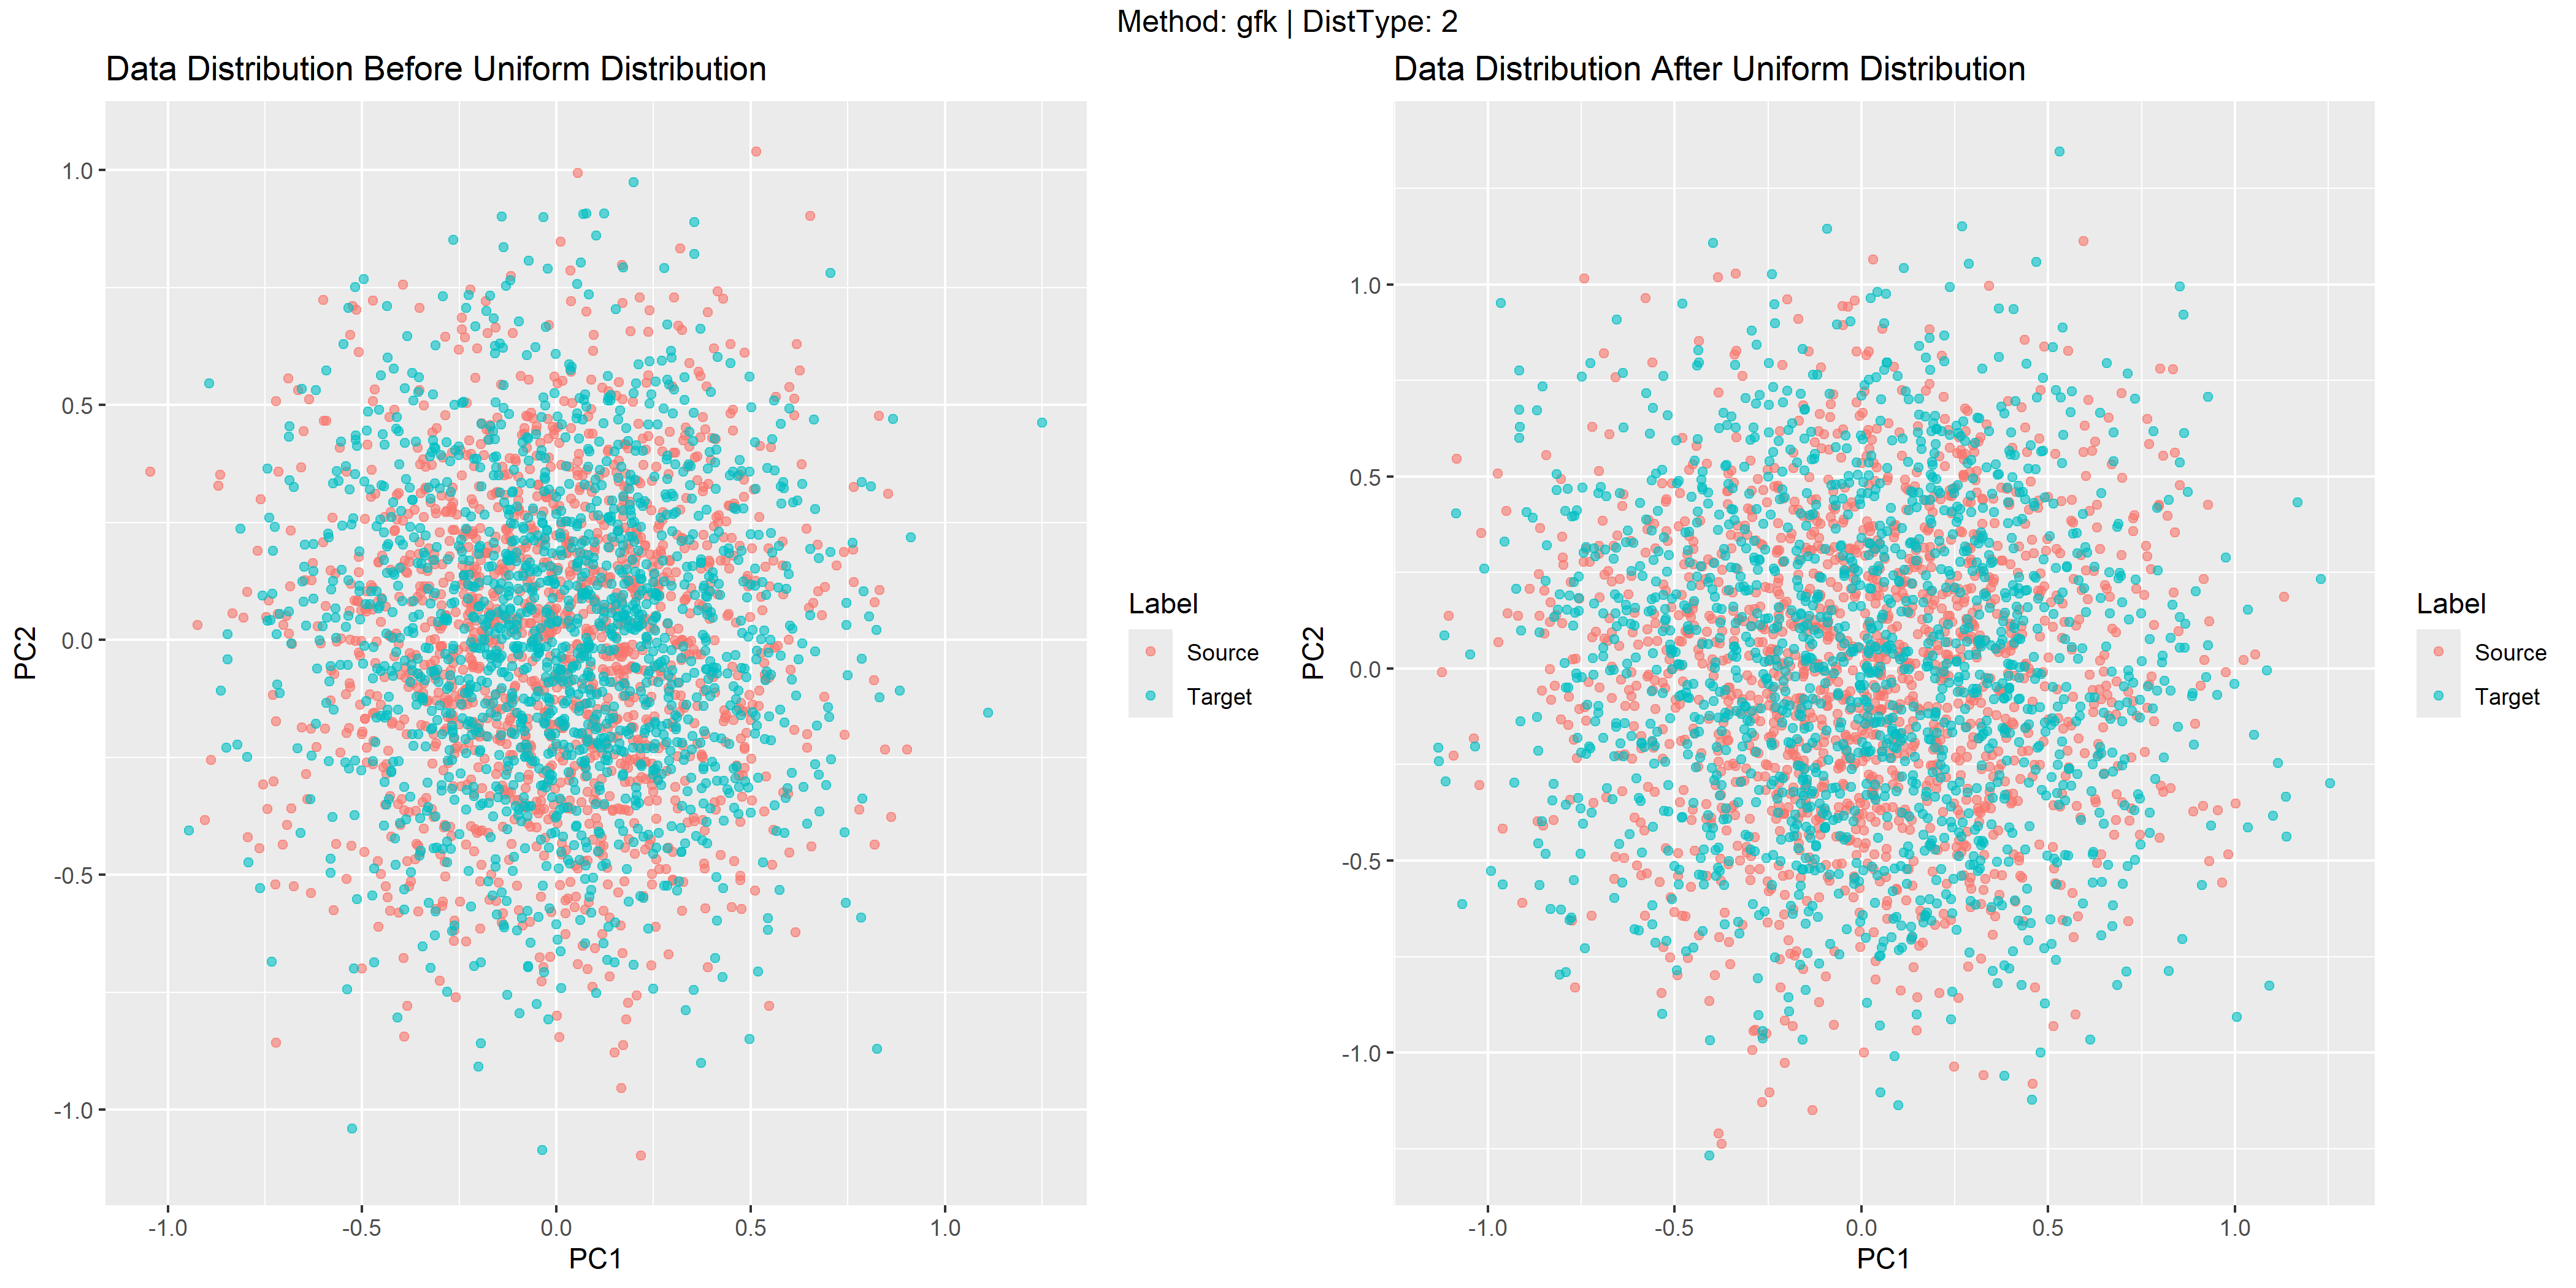 Method: gfk | DistType: 2
Data Distribution Before Uniform Distribution
1.0
0.5
0.0
-0.5
-1.0
PC2
-1.0 -0.5 0.0 0.5 1.0
PC1
Label
Source
Target
Data Distribution After Uniform Distribution
1.0
0.5
0.0
-0.5
-1.0
PC2
-1.0 -0.5 0.0 0.5 1.0
PC1
Label
Source
Target